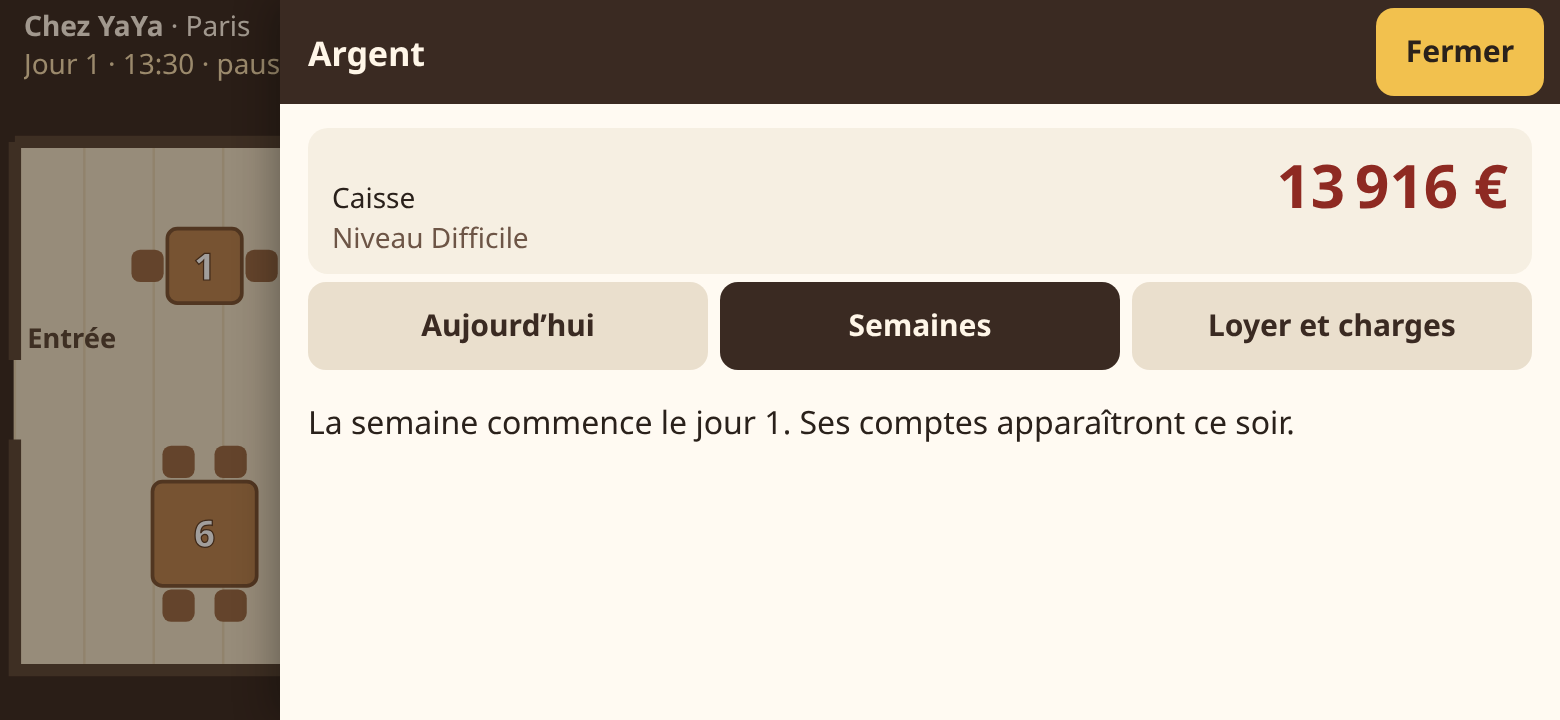 Chez YaYa · Paris
Jour 1 · 13:30 · paus
Argent
Fermer
Caisse
13 916 €
Niveau Difficile
Aujourd’hui
Semaines
Loyer et charges
La semaine commence le jour 1. Ses comptes apparaîtront ce soir.
1
Entrée
6